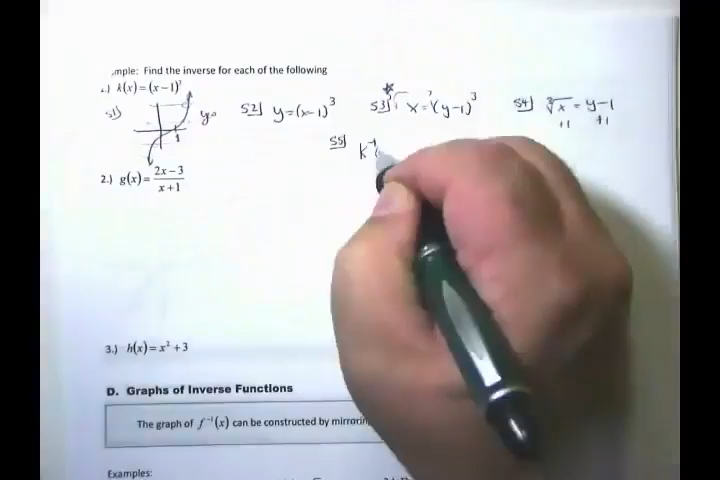 mple: Find the inverse for each of the following
.) k(x) = (x − 1)³
S1) yes S2) y = (x−1)³ S3) x = (y−1)³ S4) ∛x = y−1
1 +1 +1
S5) k⁻¹(
2.) g(x) = (2x − 3)/(x + 1)
3.) h(x) = x² + 3
D. Graphs of Inverse Functions
The graph of f⁻¹(x) can be constructed by mirroring
Examples: